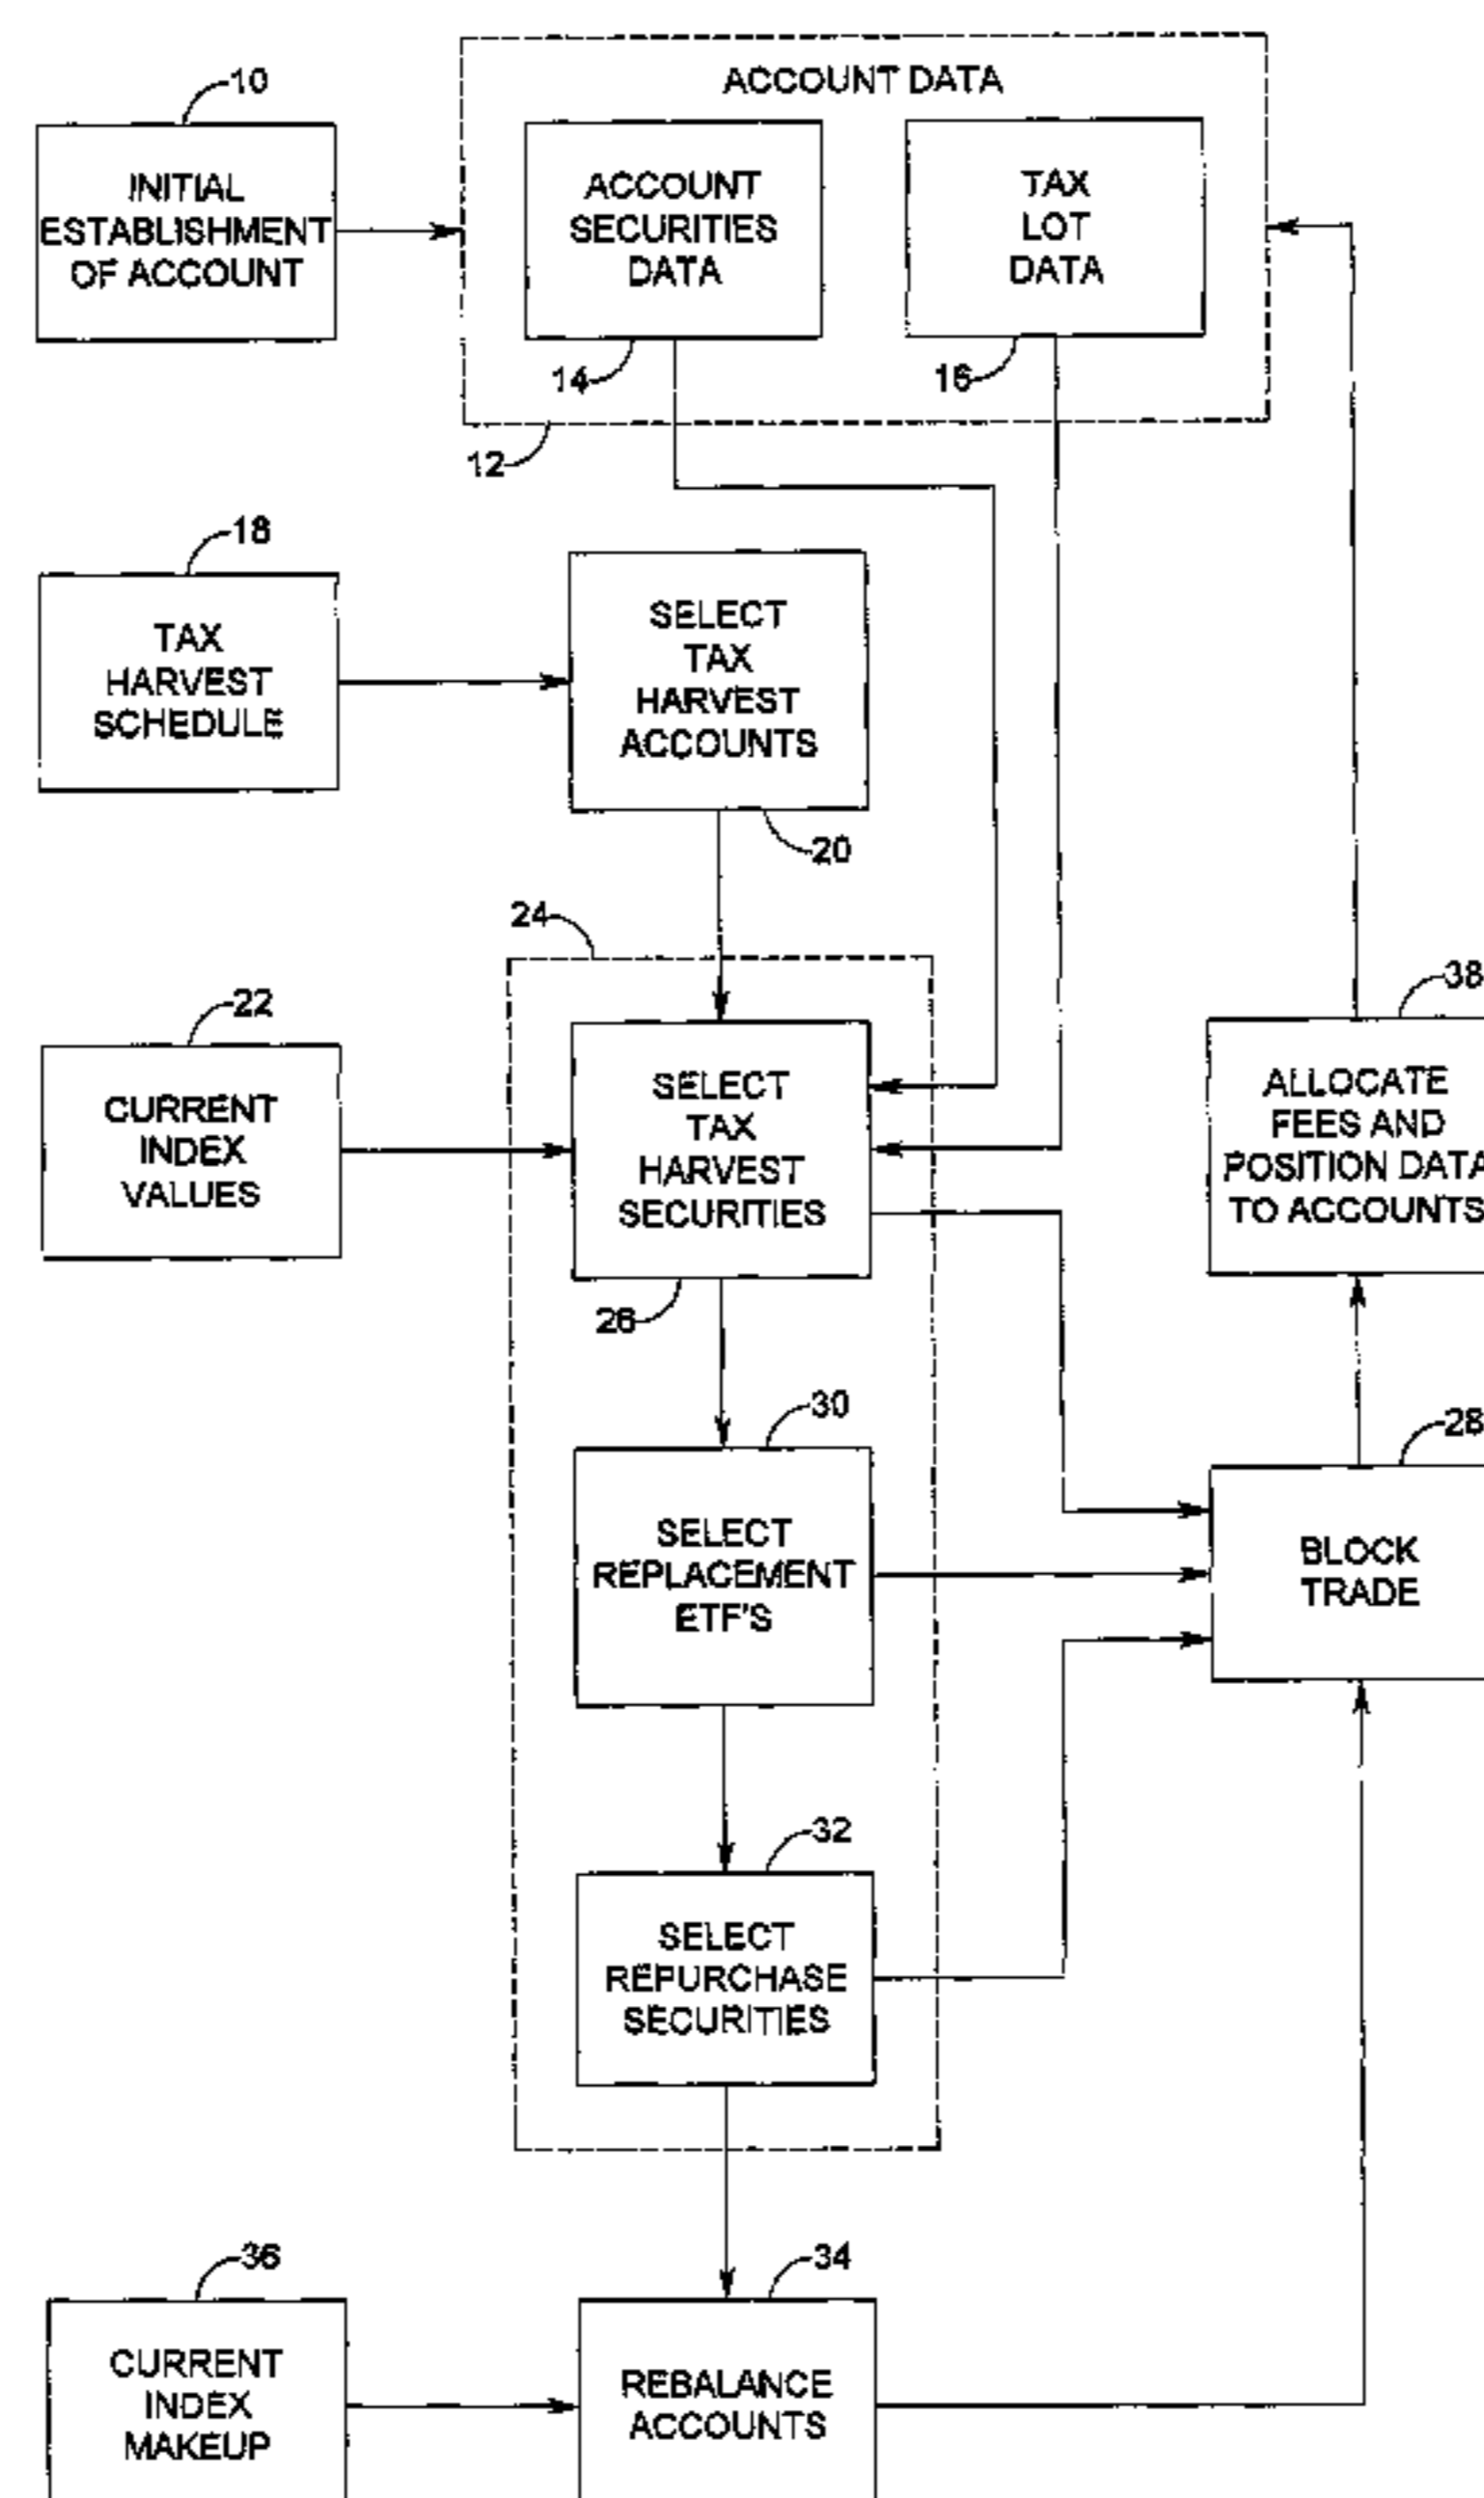 10
ACCOUNT DATA
INITIAL
ESTABLISHMENT
OF ACCOUNT
ACCOUNT
SECURITIES
DATA
TAX
LOT
DATA
14
16
12
18
TAX
HARVEST
SCHEDULE
SELECT
TAX
HARVEST
ACCOUNTS
20
24
22
CURRENT
INDEX
VALUES
SELECT
TAX
HARVEST
SECURITIES
26
38
ALLOCATE
FEES AND
POSITION DATA
TO ACCOUNTS
30
SELECT
REPLACEMENT
ETF'S
28
BLOCK
TRADE
32
SELECT
REPURCHASE
SECURITIES
36
CURRENT
INDEX
MAKEUP
34
REBALANCE
ACCOUNTS